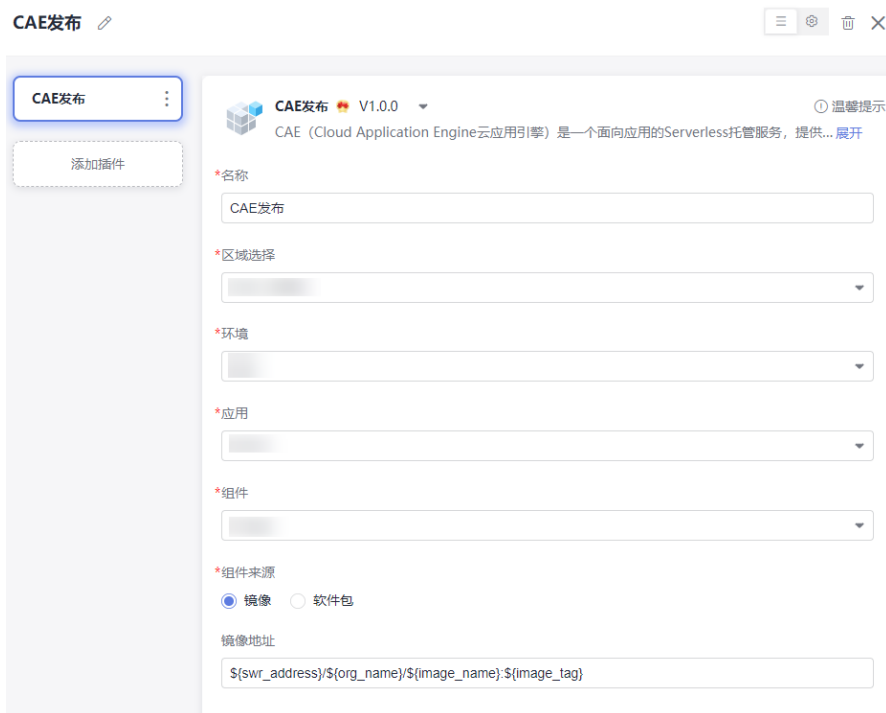 CAE发布
CAE发布
添加插件
CAE发布 V1.0.0
温馨提示
CAE（Cloud Application Engine云应用引擎）是一个面向应用的Serverless托管服务，提供... 展开
*名称
CAE发布
*区域选择
*环境
*应用
*组件
*组件来源
镜像 软件包
镜像地址
${swr_address}/${org_name}/${image_name}:${image_tag}